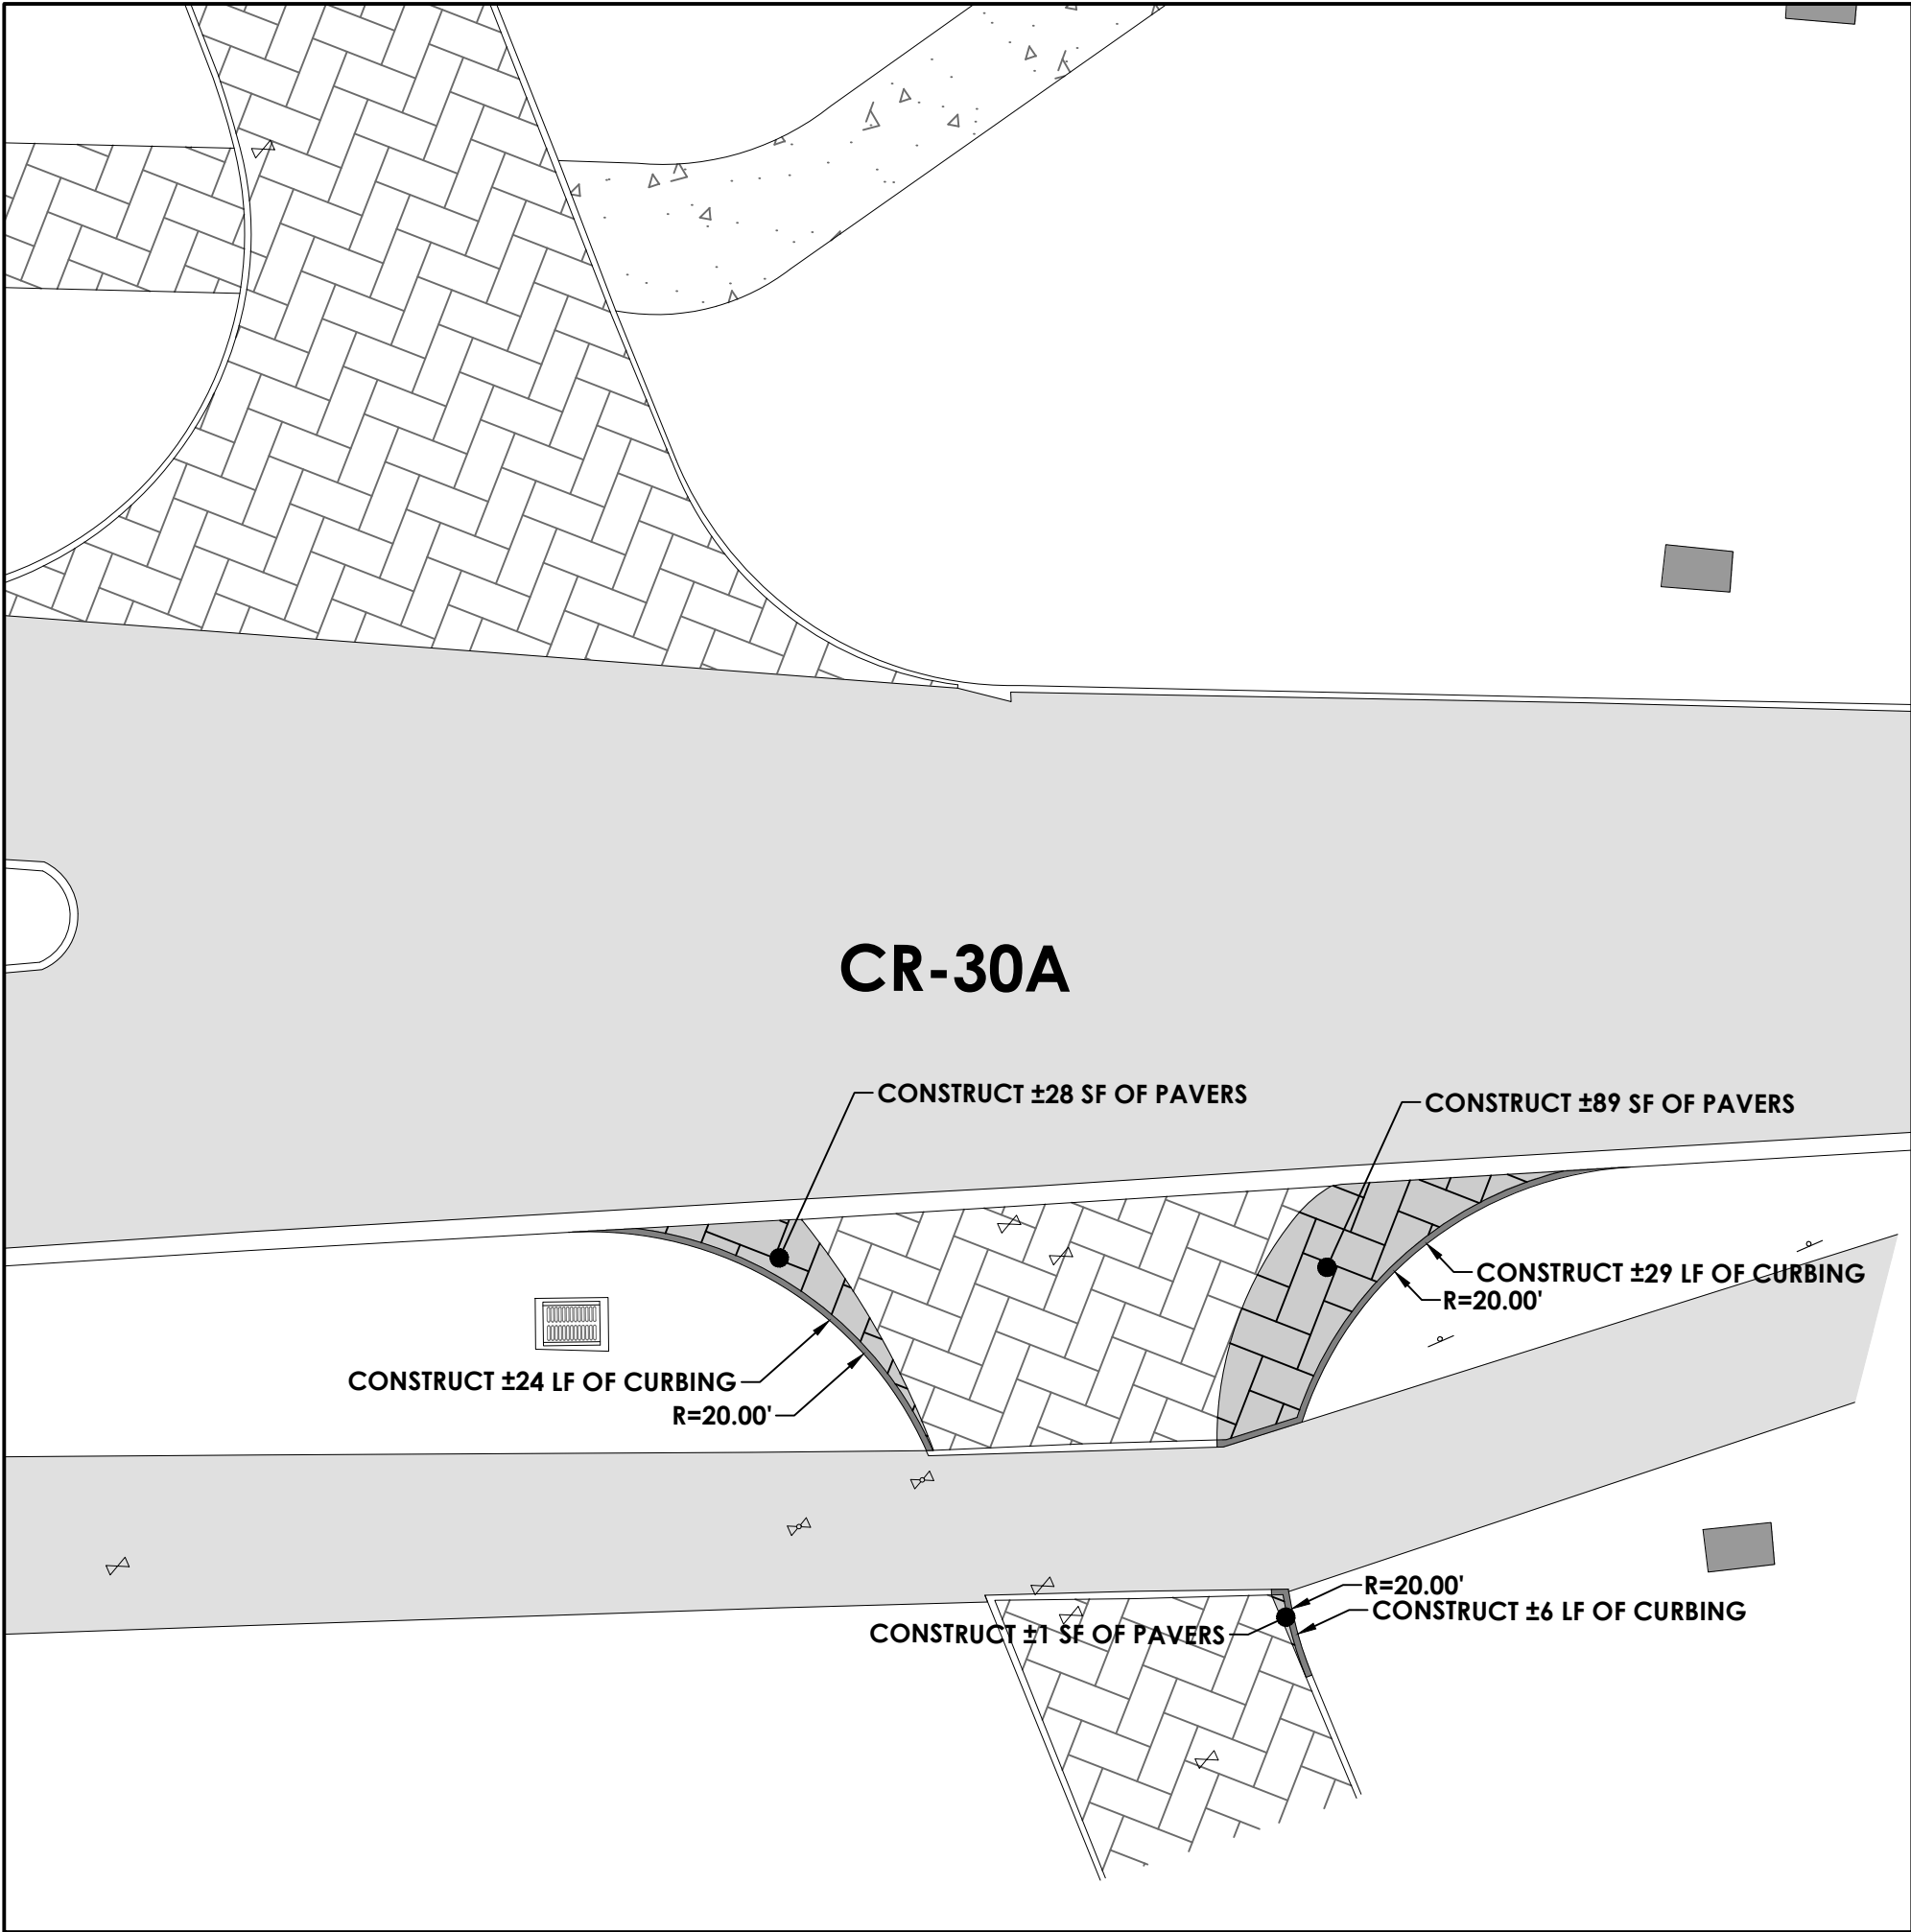 CR-30A
CONSTRUCT ±28 SF OF PAVERS
CONSTRUCT ±89 SF OF PAVERS
CONSTRUCT ±29 LF OF CURBING
R=20.00'
CONSTRUCT ±24 LF OF CURBING
R=20.00'
R=20.00'
CONSTRUCT ±6 LF OF CURBING
CONSTRUCT ±1 SF OF PAVERS